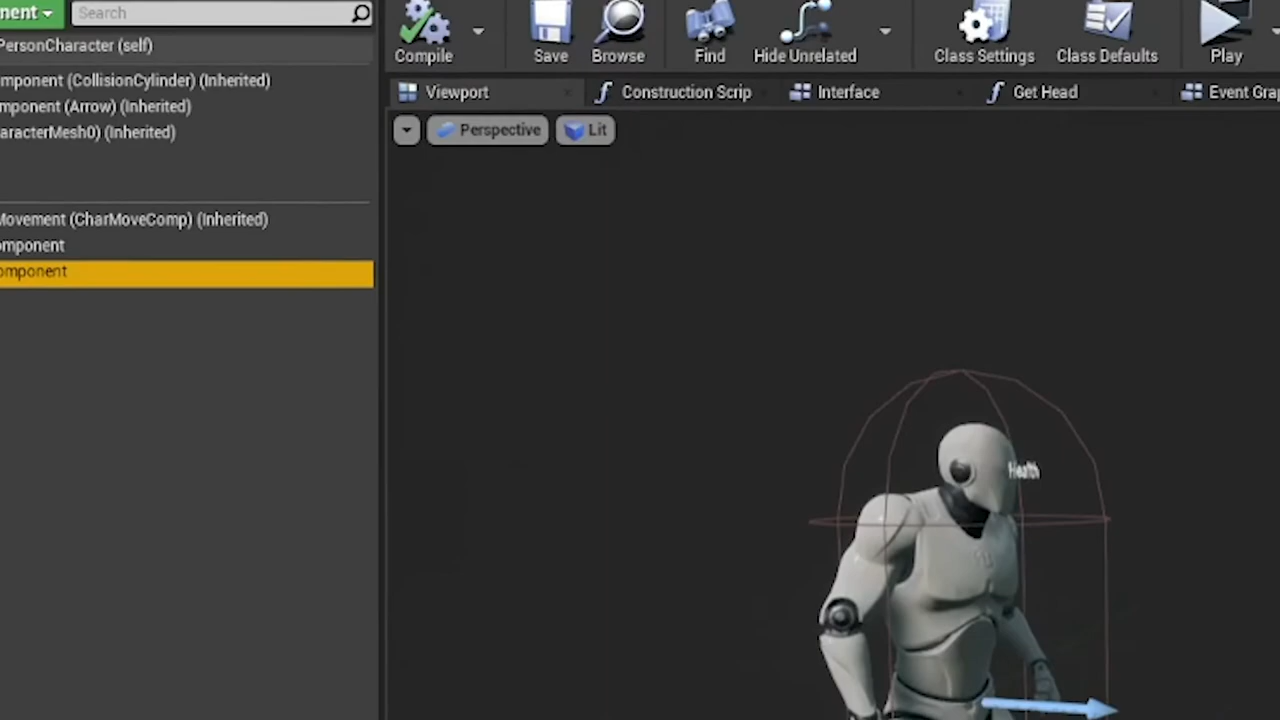 nent
Search
PersonCharacter (self)
mponent (CollisionCylinder) (Inherited)
mponent (Arrow) (Inherited)
aracterMesh0) (Inherited)
Movement (CharMoveComp) (Inherited)
omponent
omponent
Compile
Save
Browse
Find
Hide Unrelated
Class Settings
Class Defaults
Play
Viewport
Construction Scrip
Interface
Get Head
Event Grap
Perspective
Lit
Health